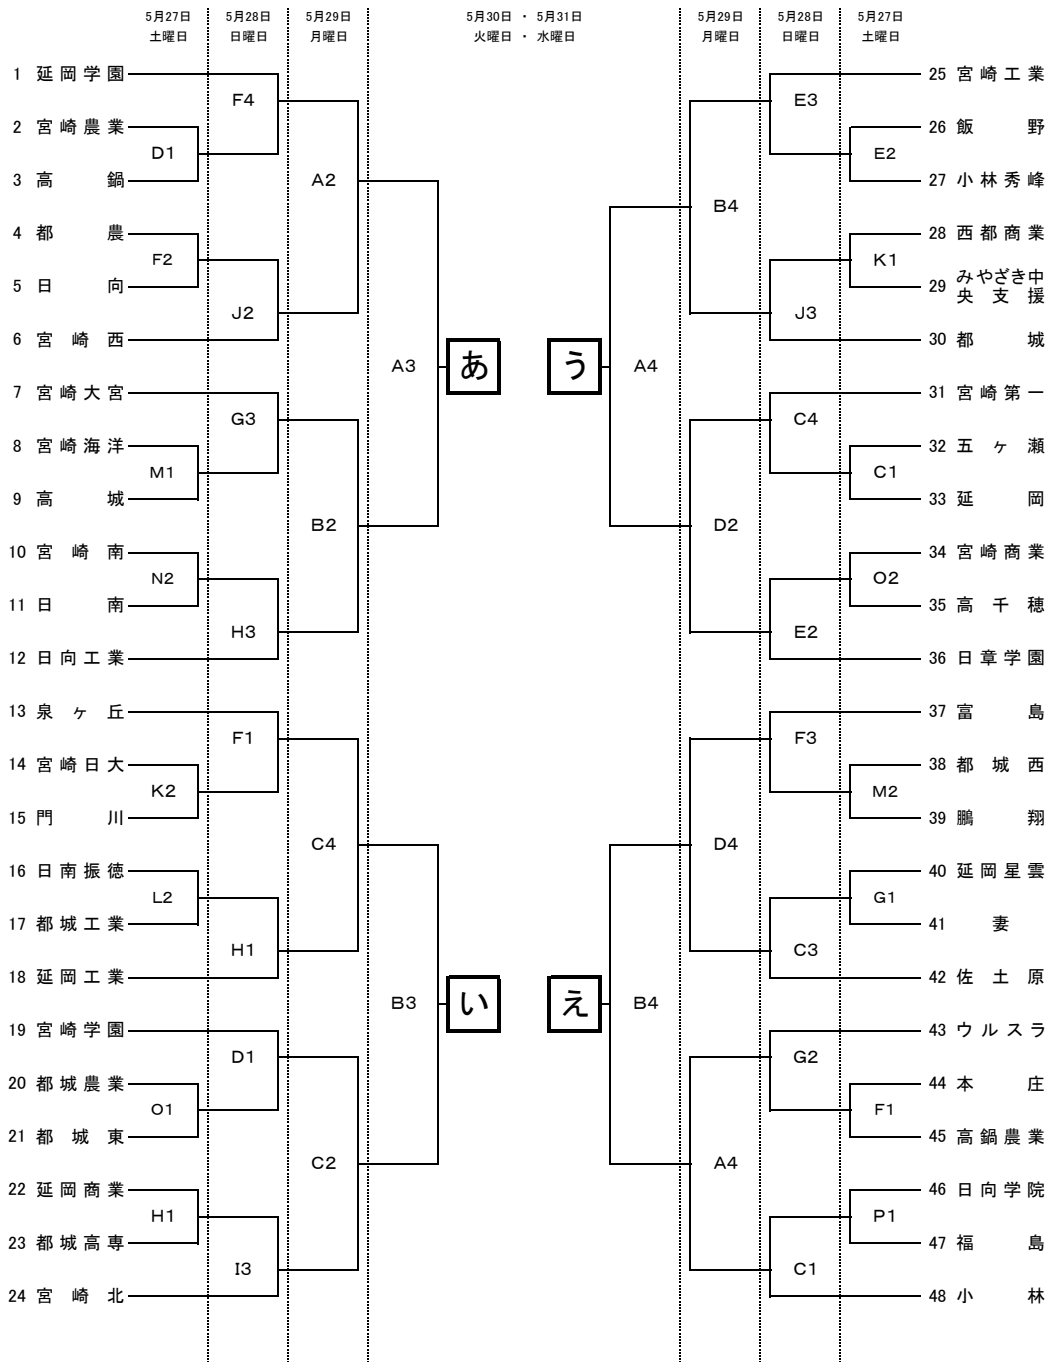 5月27日 5月28日 5月29日 5月30日 ・ 5月31日 5月29日 5月28日 5月27日
土曜日 日曜日 月曜日 火曜日 ・ 水曜日 月曜日 日曜日 土曜日
1 延岡学園 25 宮崎工業
F4 E3
2 宮崎農業 26 飯野
D1 E2
3 高鍋 A2 27 小林秀峰
B4
4 都農 28 西都商業
F2 K1
5 日向 29 みやざき中央支援
J2 J3
6 宮崎西 30 都城
A3 あ う A4
7 宮崎大宮 31 宮崎第一
G3 C4
8 宮崎海洋 32 五ヶ瀬
M1 C1
9 高城 33 延岡
B2 D2
10 宮崎南 34 宮崎商業
N2 O2
11 日南 35 高千穂
H3 E2
12 日向工業 36 日章学園
13 泉ヶ丘 37 富島
F1 F3
14 宮崎日大 38 都城西
K2 M2
15 門川 39 鵬翔
C4 D4
16 日南振徳 40 延岡星雲
L2 G1
17 都城工業 41 妻
H1 C3
18 延岡工業 42 佐土原
B3 い え B4
19 宮崎学園 43 ウルスラ
D1 G2
20 都城農業 44 本庄
O1 F1
21 都城東 45 高鍋農業
C2 A4
22 延岡商業 46 日向学院
H1 P1
23 都城高専 47 福島
I3 C1
24 宮崎北 48 小林